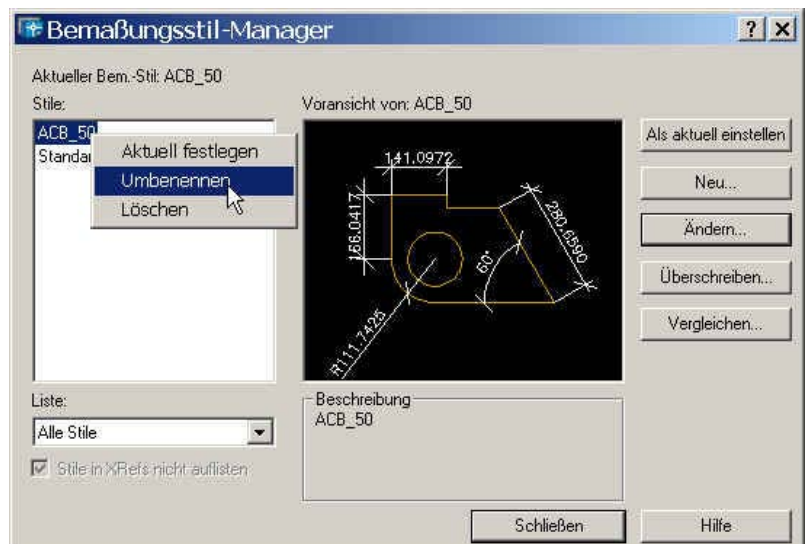 Bemaßungsstil-Manager
Aktueller Bem.-Stil: ACB_50
Stile:
Voransicht von: ACB_50
ACB_50
Standa
Aktuell festlegen
Umbenennen
Löschen
141.0972
166.0417
280.6590
60°
R111.7425
Als aktuell einstellen
Neu...
Ändern...
Überschreiben...
Vergleichen...
Liste:
Alle Stile
Stile in XRefs nicht auflisten
Beschreibung
ACB_50
Schließen
Hilfe